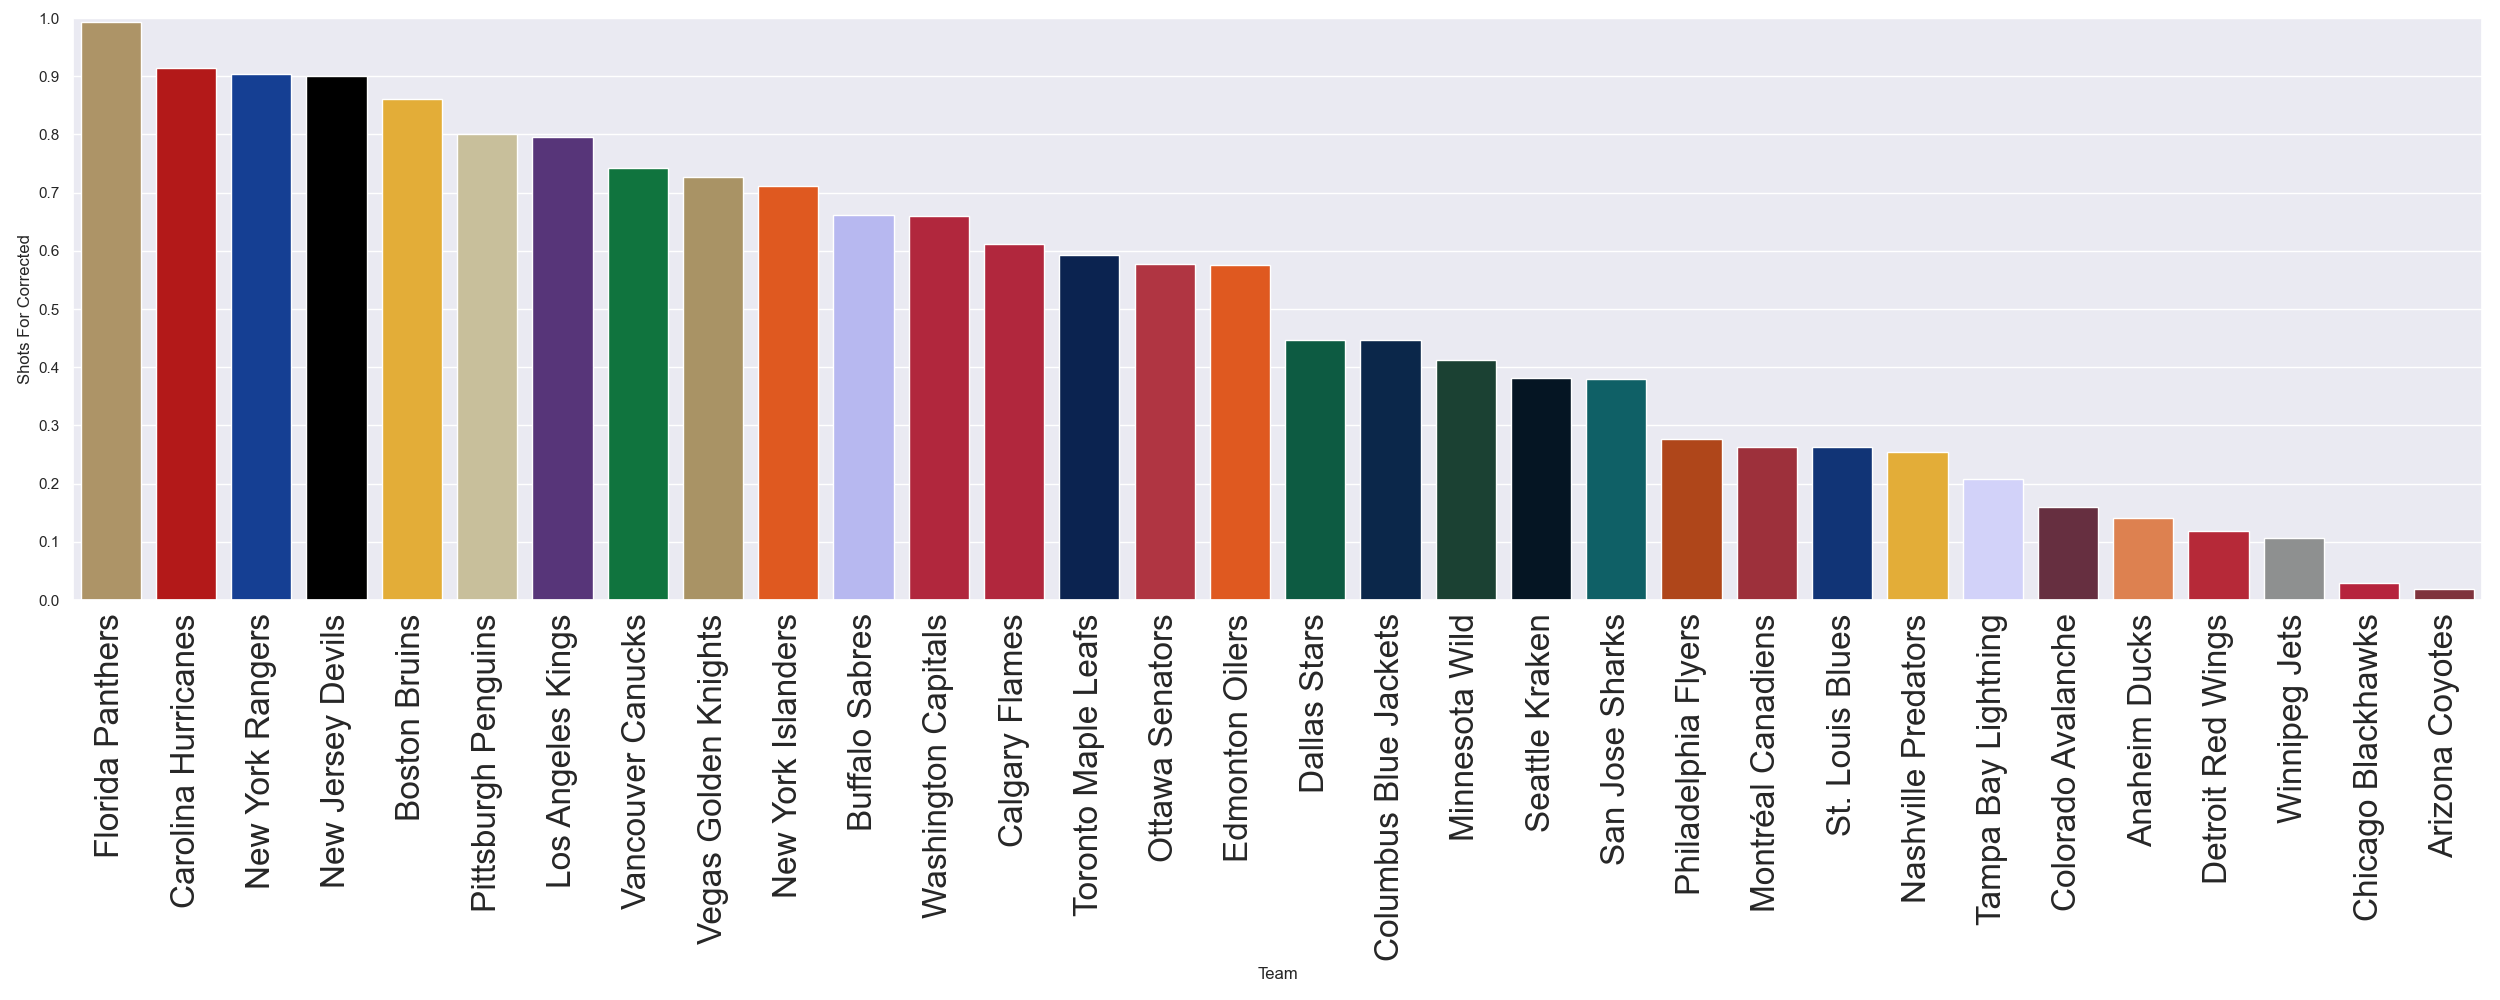 1.0
0.9
0.8
0.7
0.6
0.5
0.4
0.3
0.2
0.1
0.0
Shots For Corrected
Florida Panthers
Carolina Hurricanes
New York Rangers
New Jersey Devils
Boston Bruins
Pittsburgh Penguins
Los Angeles Kings
Vancouver Canucks
Vegas Golden Knights
New York Islanders
Buffalo Sabres
Washington Capitals
Calgary Flames
Toronto Maple Leafs
Ottawa Senators
Edmonton Oilers
Dallas Stars
Columbus Blue Jackets
Minnesota Wild
Seattle Kraken
San Jose Sharks
Philadelphia Flyers
Montréal Canadiens
St. Louis Blues
Nashville Predators
Tampa Bay Lightning
Colorado Avalanche
Anaheim Ducks
Detroit Red Wings
Winnipeg Jets
Chicago Blackhawks
Arizona Coyotes
Team